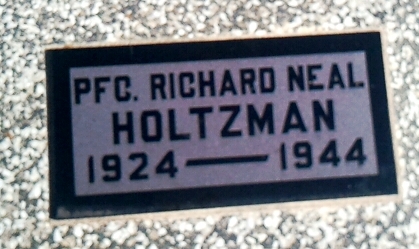 PFC. RICHARD NEAL
HOLTZMAN
1924 — 1944